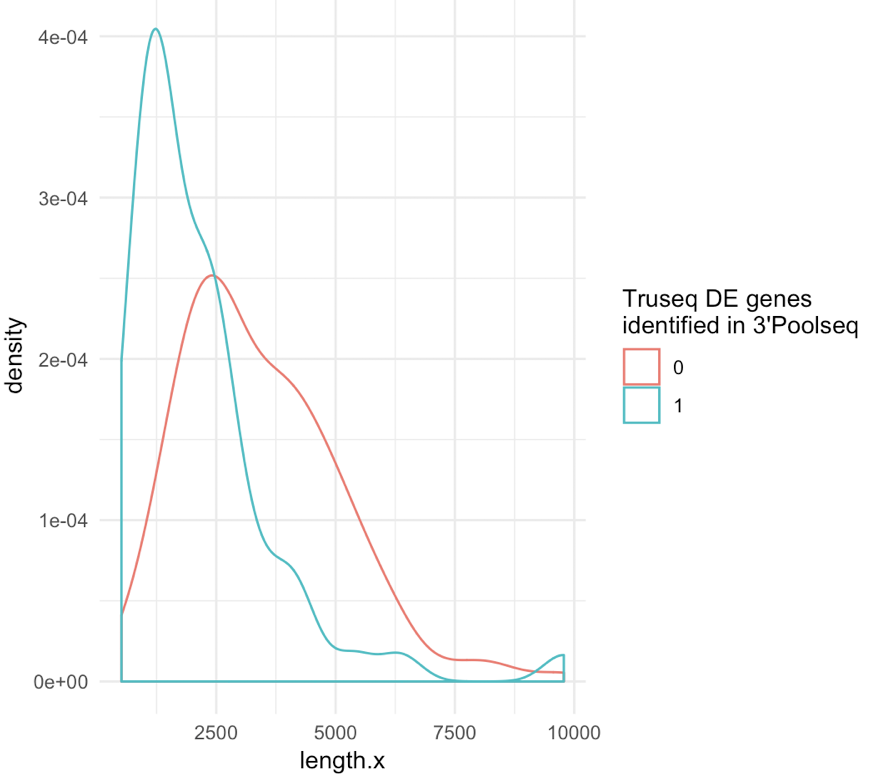 4e-04
3e-04
2e-04
1e-04
0e+00
density
2500 5000 7500 10000
length.x
Truseq DE genes
identified in 3'Poolseq
0
1